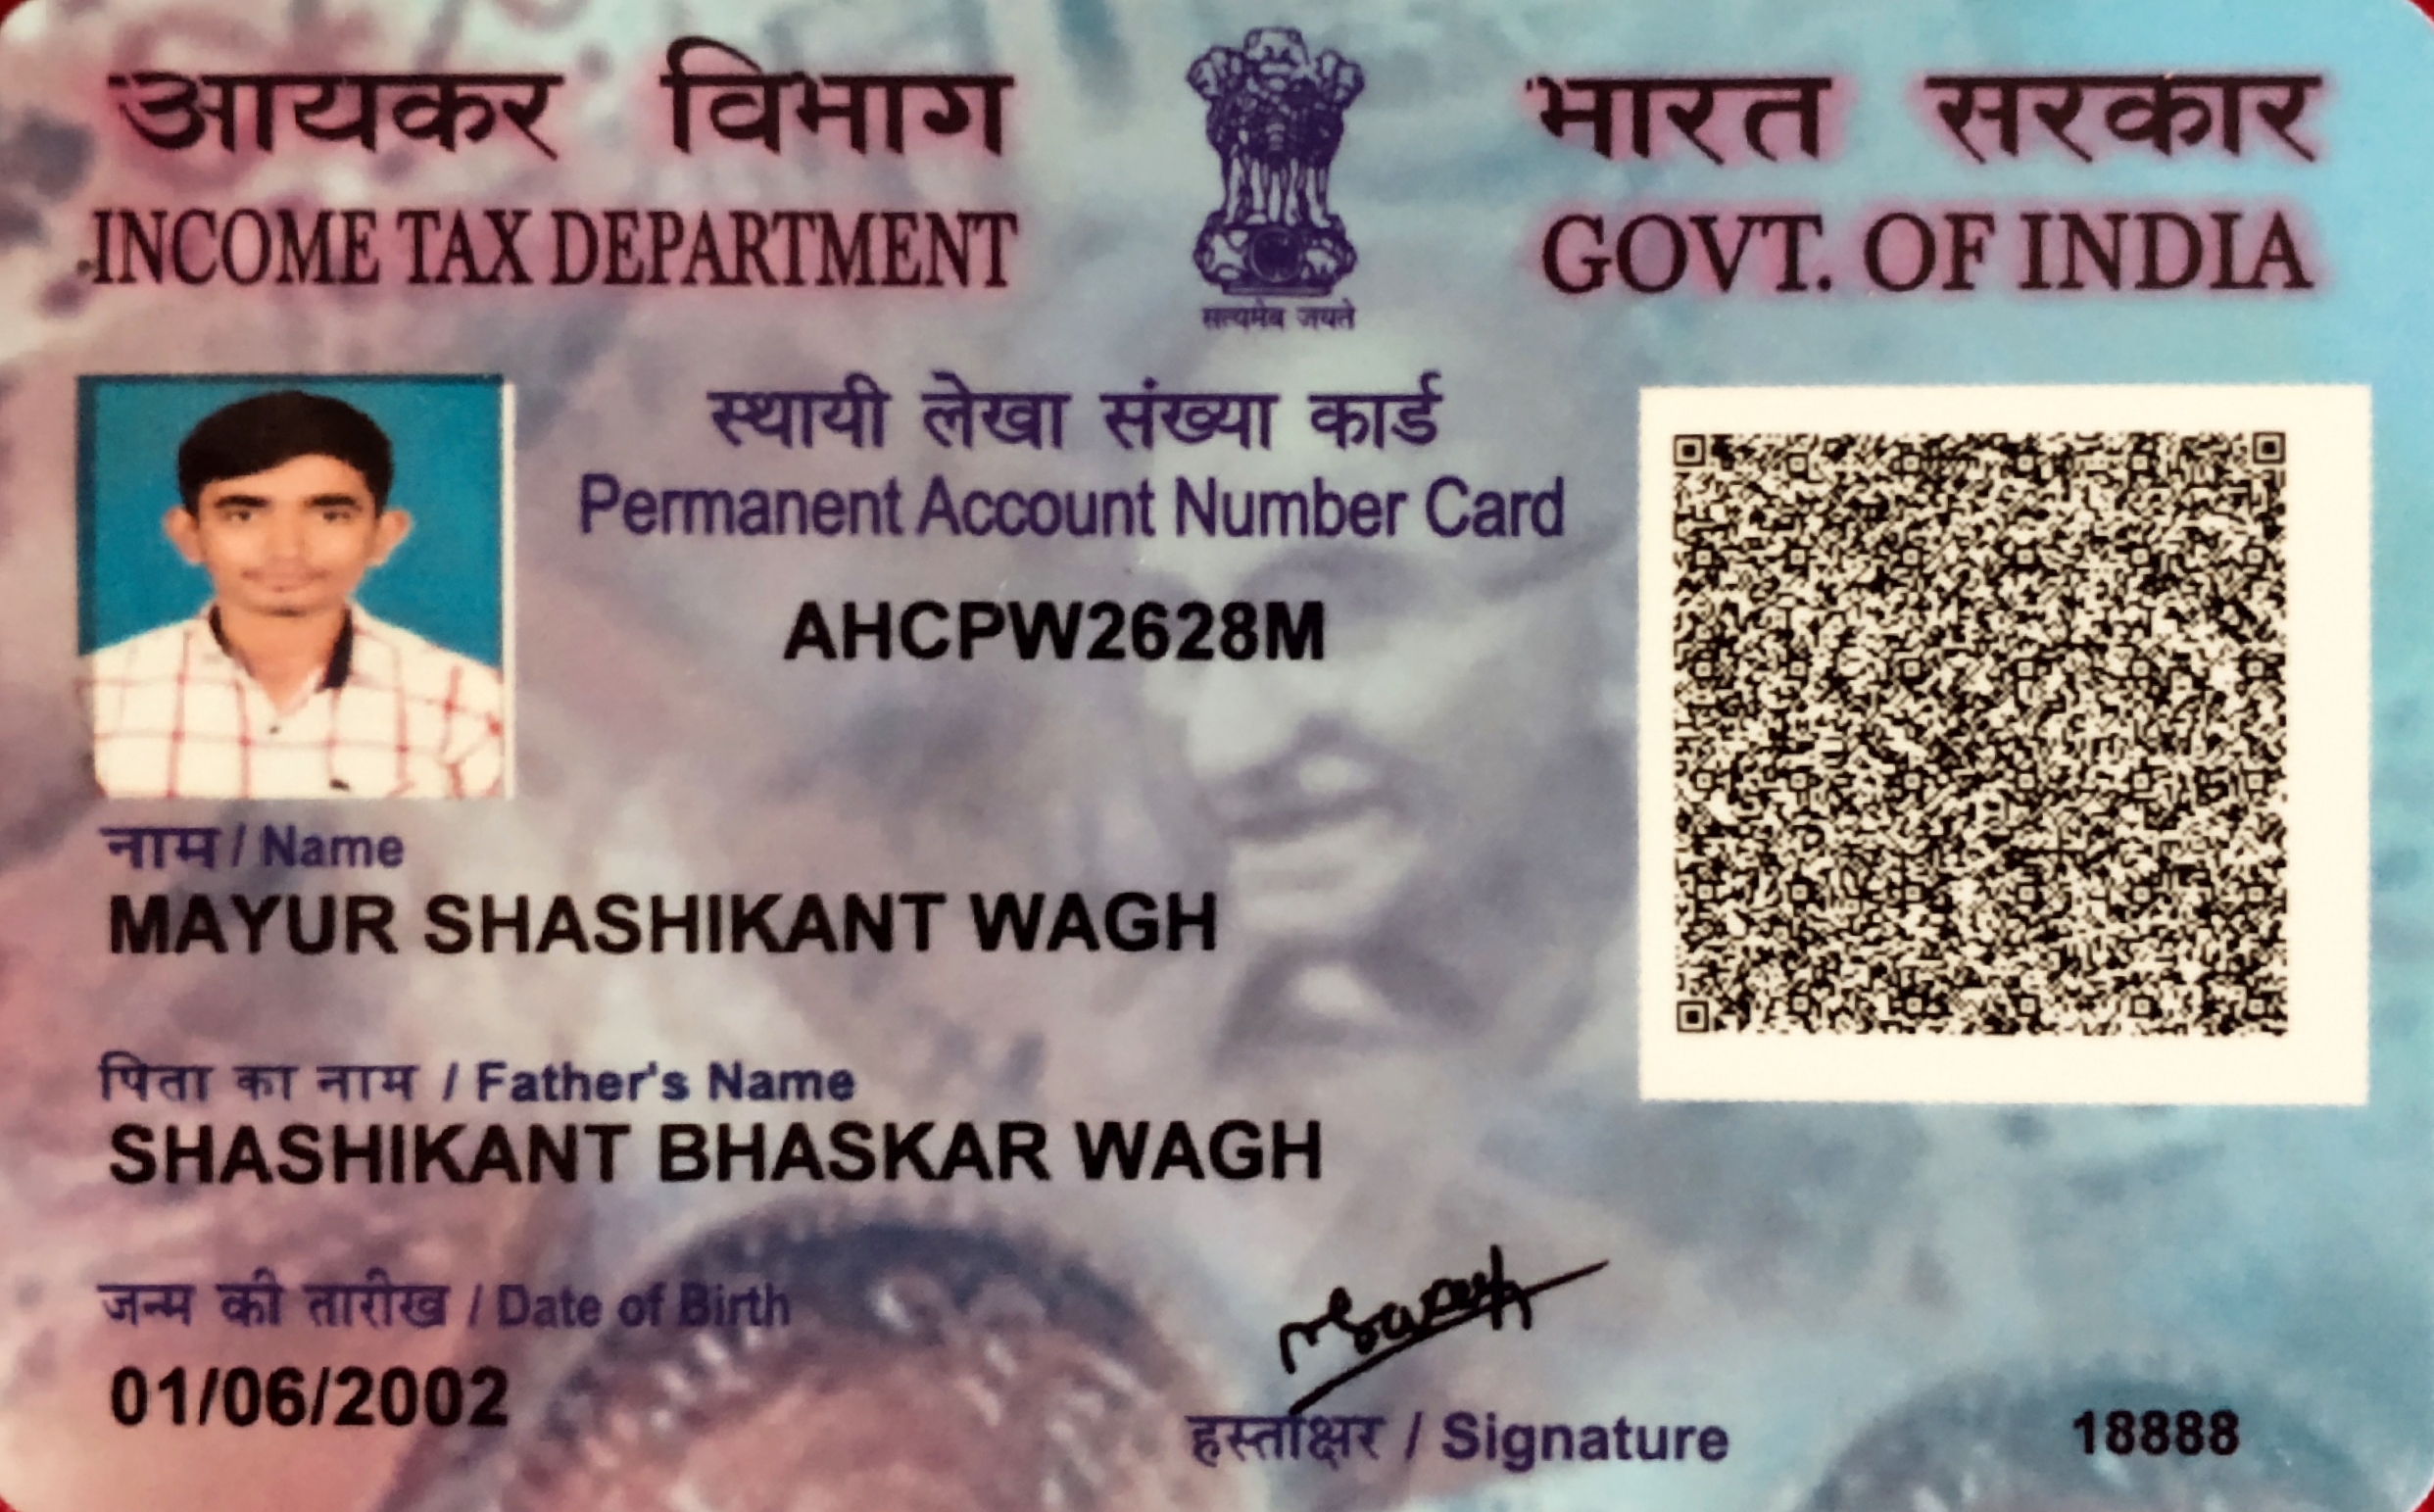 आयकर विभाग
INCOME TAX DEPARTMENT
सत्यमेव जयते
भारत सरकार
GOVT. OF INDIA
स्थायी लेखा संख्या कार्ड
Permanent Account Number Card
AHCPW2628M
नाम / Name
MAYUR SHASHIKANT WAGH
पिता का नाम / Father's Name
SHASHIKANT BHASKAR WAGH
जन्म की तारीख / Date of Birth
01/06/2002
हस्ताक्षर / Signature
18888